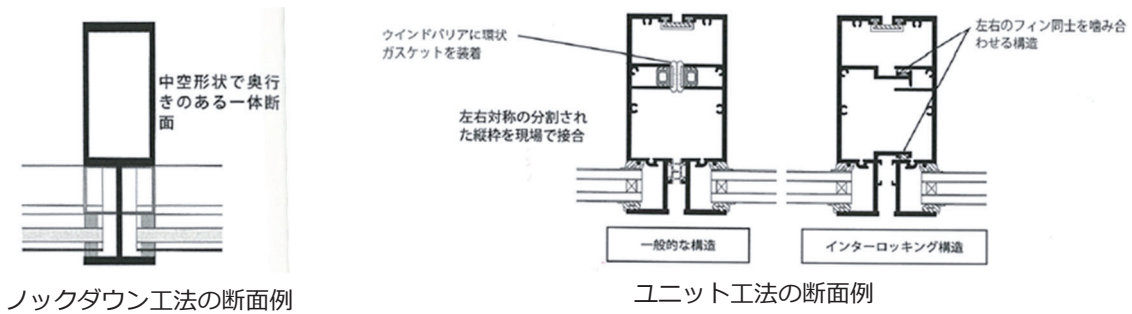 中空形状で奥行
きのある一体断
面
ノックダウン工法の断面例
ウインドバリアに環状
ガスケットを装着
左右対称の分割され
た縦枠を現場で接合
左右のフィン同士を噛み合
わせる構造
一般的な構造
インターロッキング構造
ユニット工法の断面例